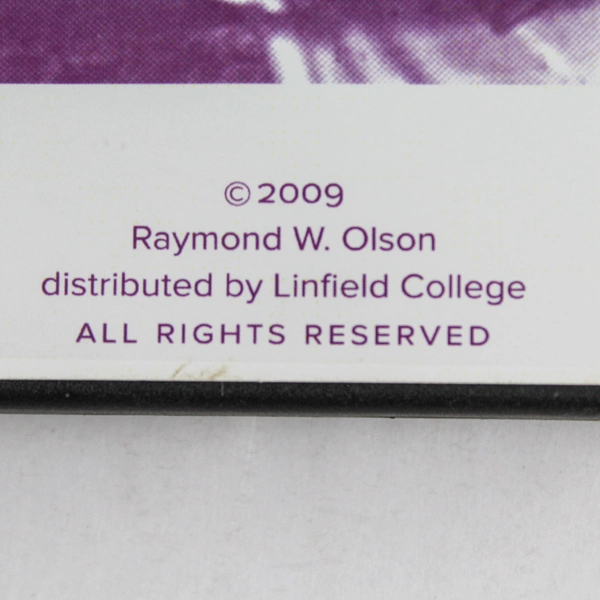 © 2009
Raymond W. Olson
distributed by Linfield College
ALL RIGHTS RESERVED